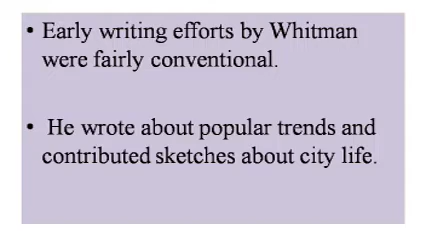 • Early writing efforts by Whitman
were fairly conventional.
• He wrote about popular trends and
contributed sketches about city life.